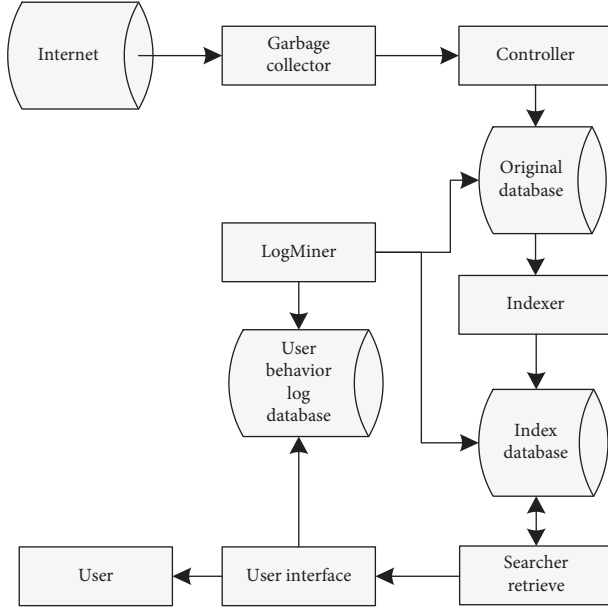 Internet
Garbage
collector
Controller
Original
database
LogMiner
Indexer
User
behavior
log
database
Index
database
User
User interface
Searcher
retrieve